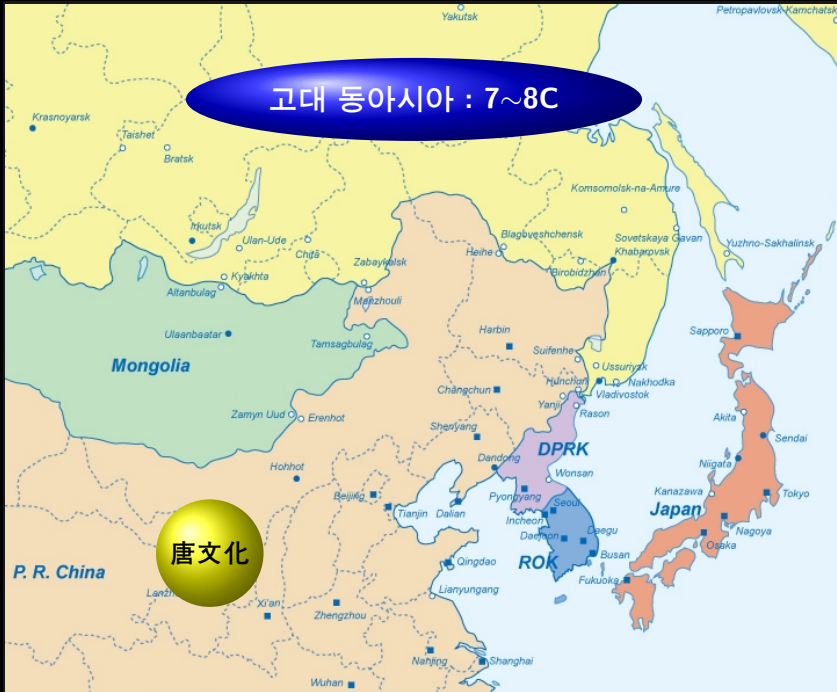 Petropavlovsk-Kamchats
Yakutsk
고대 동아시아 : 7~8C
Krasnoyarsk
Taishet
Bratsk
Komsomolsk-na-Amure
Irkutsk
Ulan-Ude
Chita
Blagoveshchensk
Heihe
Sovetskaya Gavan
Khabarovsk
Yuzhno-Sakhalinsk
Birobidzhan
Zabaykalsk
Kyakhta
Altanbulag
Manzhouli
Ulaanbaatar
Tamsagbulag
Harbin
Suifenhe
Sapporo
Mongolia
Ussuriysk
Hunchun
Nakhodka
Vladivostok
Changchun
Yanji
Rason
Zamyn Uud
Erenhot
Shenyang
Akita
Sendai
DPRK
Dandong
Wonsan
Niigata
Hohhot
Beijing
Pyongyang
Kanazawa
Tokyo
Tianjin
Dalian
Seoul
Incheon
Japan
Nagoya
Daejeon
Daegu
Osaka
唐文化
Busan
ROK
Qingdao
Fukuoka
P. R. China
Lanzh
Lianyungang
Xi'an
Zhengzhou
Nanjing
Shanghai
Wuhan